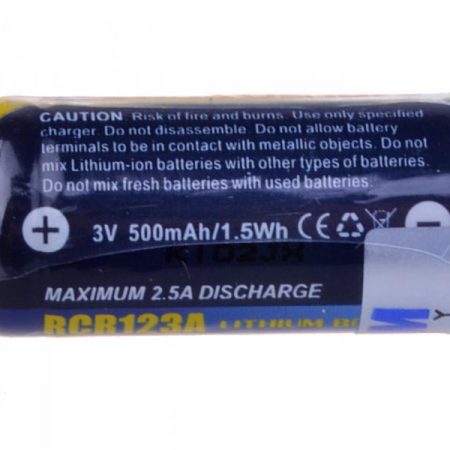 CAUTION: Risk of fire and burns. Use only specified
charger. Do not disassemble. Do not allow battery
terminals to be in contact with metallic objects. Do not
mix Lithium-ion batteries with other types of batteries.
Do not mix fresh batteries with used batteries.
+ 3V 500mAh/1.5Wh CE -
MAXIMUM 2.5A DISCHARGE
RCR123A LITHIUM